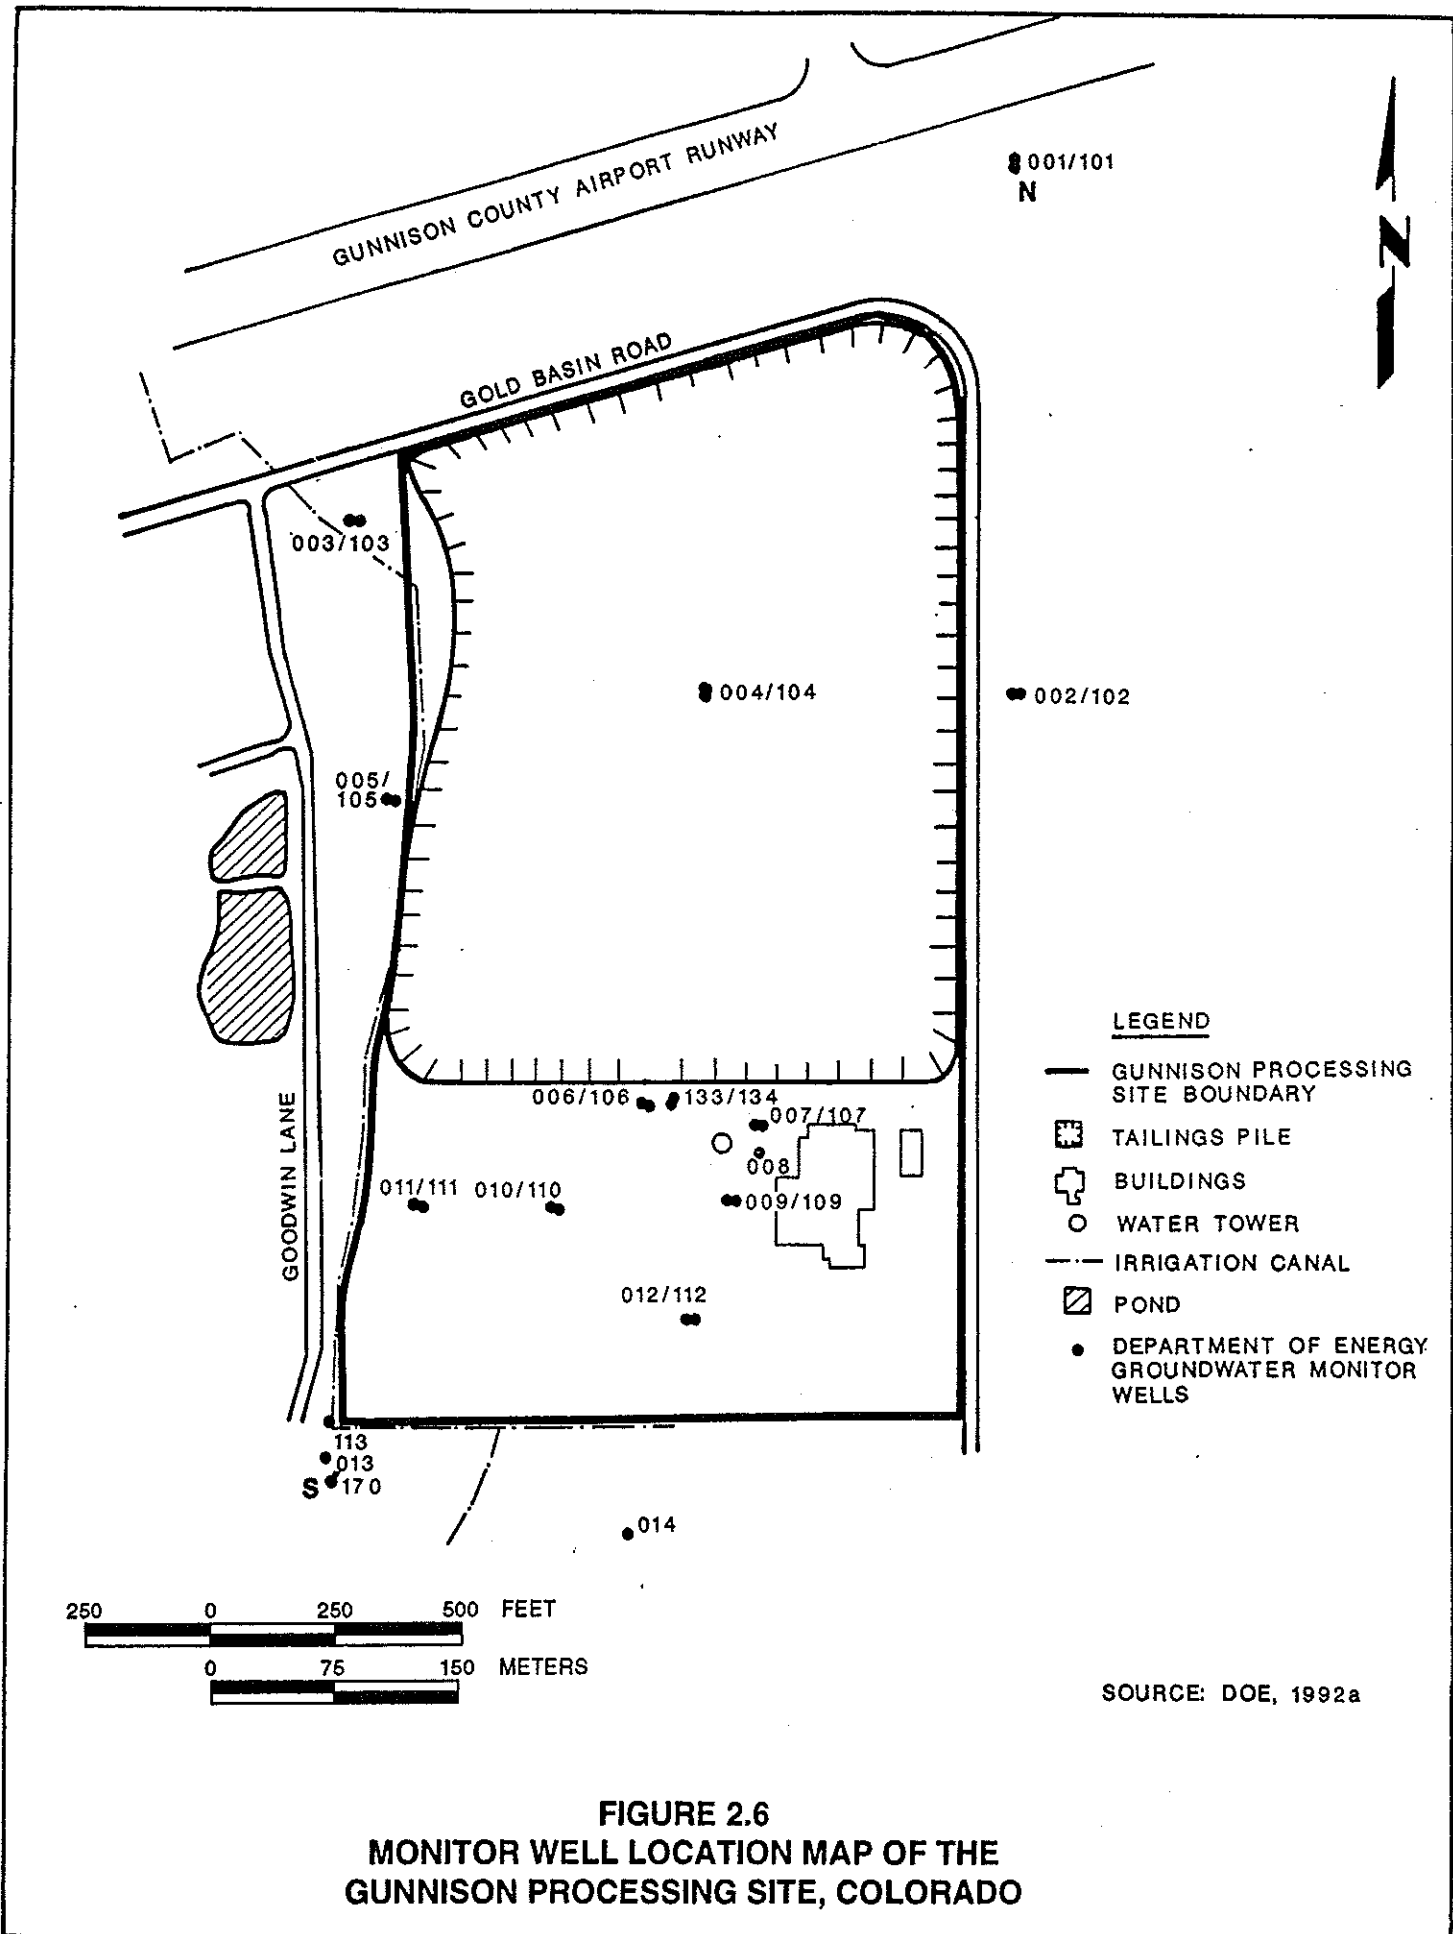 GUNNISON COUNTY AIRPORT RUNWAY
001/101
N
N
GOLD BASIN ROAD
003/103
004/104
002/102
005/
105
006/106
133/134
007/107
008
011/111
010/110
009/109
012/112
GOODWIN LANE
113
013
S
170
014
LEGEND
GUNNISON PROCESSING
SITE BOUNDARY
TAILINGS PILE
BUILDINGS
WATER TOWER
IRRIGATION CANAL
POND
DEPARTMENT OF ENERGY
GROUNDWATER MONITOR
WELLS
250 0 250 500 FEET
0 75 150 METERS
SOURCE: DOE, 1992a
FIGURE 2.6
MONITOR WELL LOCATION MAP OF THE
GUNNISON PROCESSING SITE, COLORADO